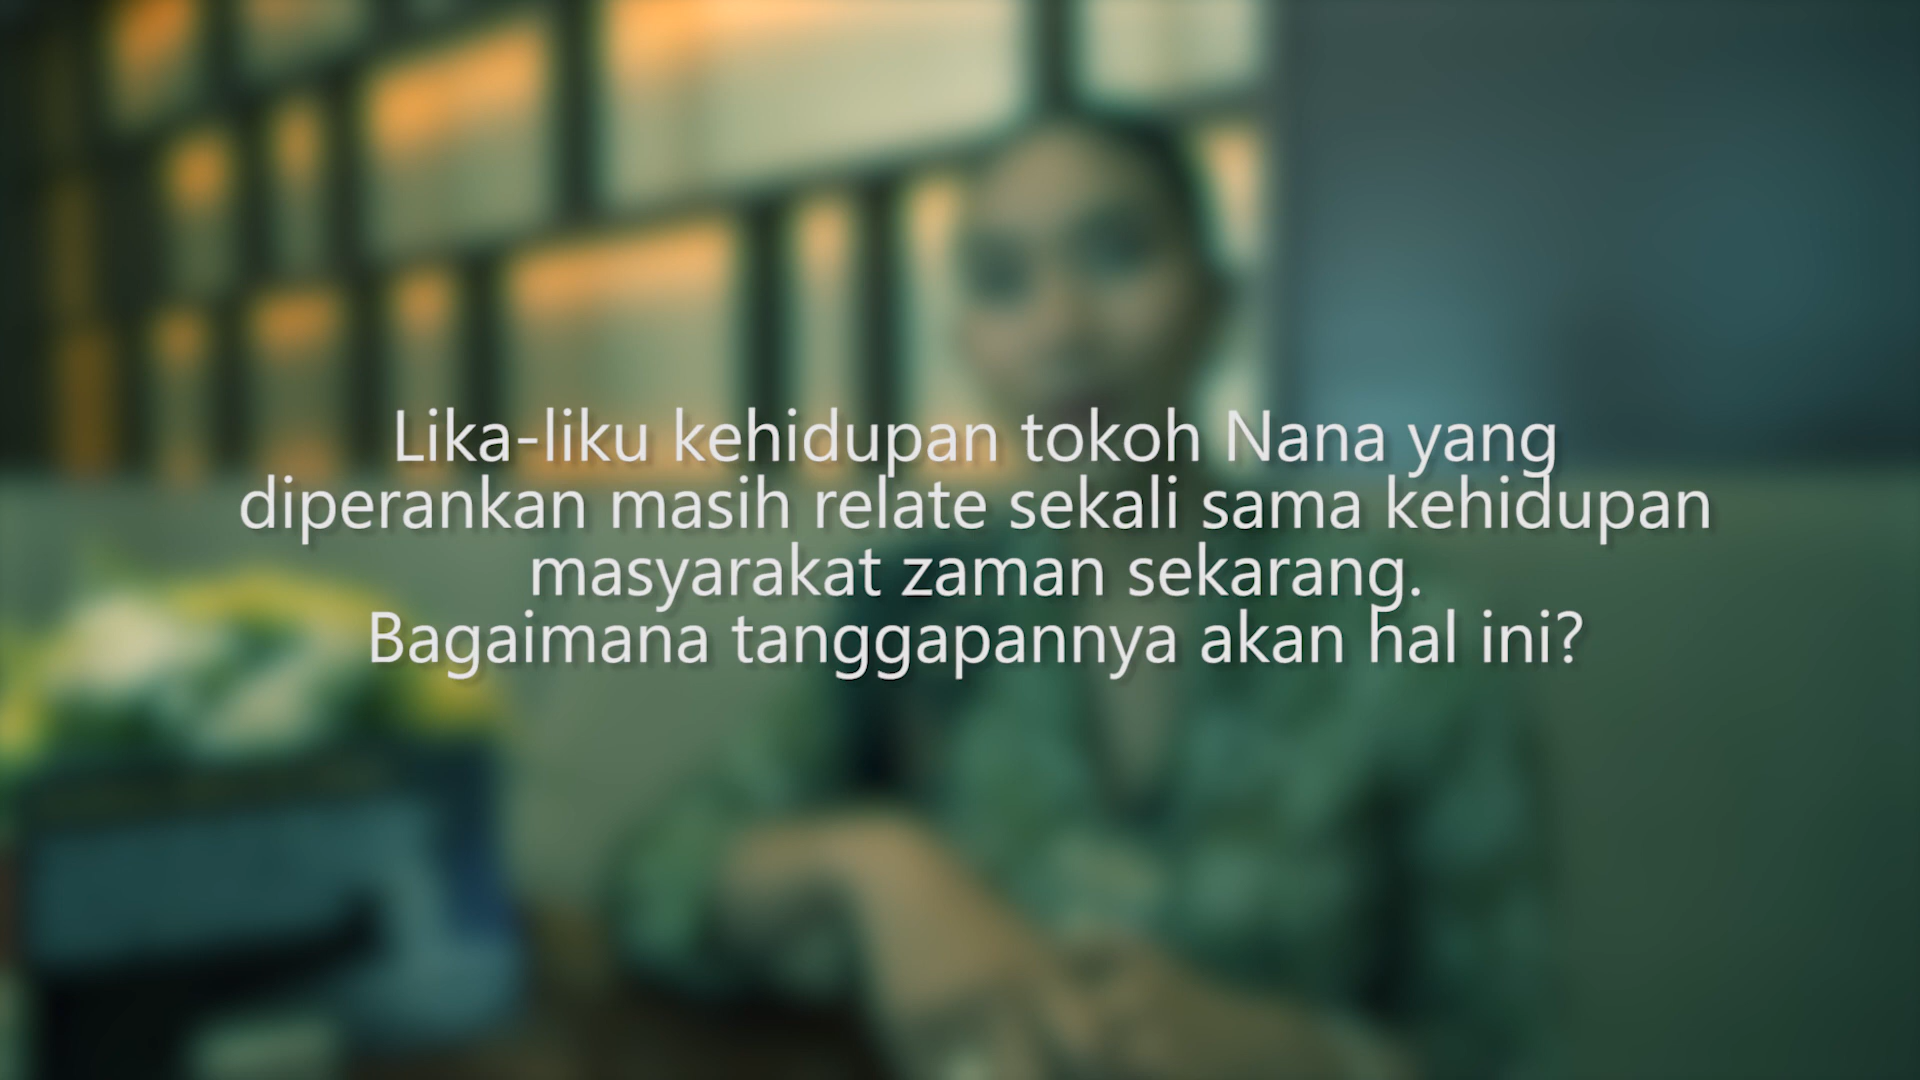 Lika-liku kehidupan tokoh Nana yang
diperankan masih relate sekali sama kehidupan
masyarakat zaman sekarang.
Bagaimana tanggapannya akan hal ini?